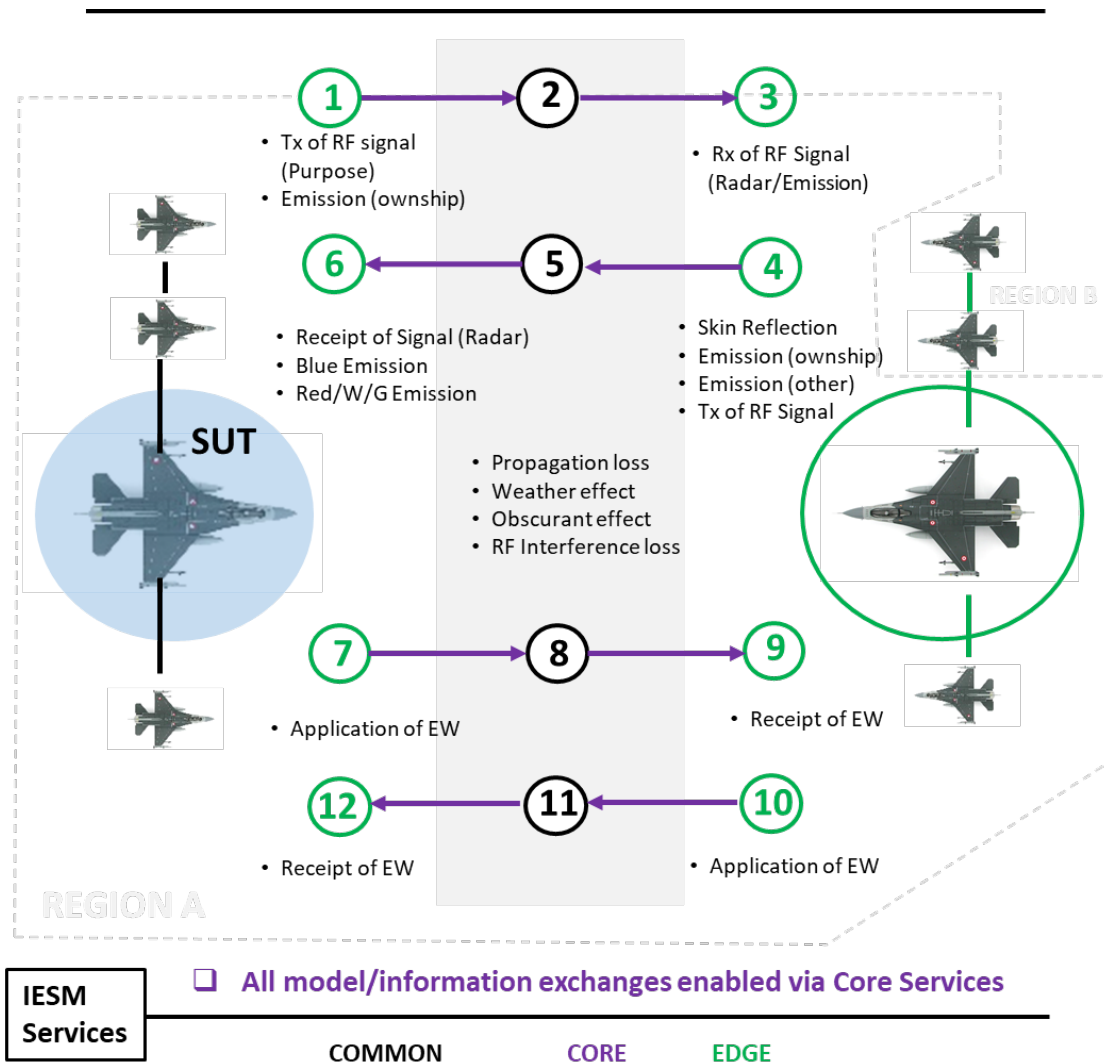 1 2 3
• Tx of RF signal
(Purpose)
• Emission (ownship)
• Rx of RF Signal
(Radar/Emission)
6 5 4
• Receipt of Signal (Radar)
• Blue Emission
• Red/W/G Emission
• Skin Reflection
• Emission (ownship)
• Emission (other)
• Tx of RF Signal
REGION B
SUT
• Propagation loss
• Weather effect
• Obscurant effect
• RF Interference loss
7 8 9
• Application of EW
• Receipt of EW
12 11 10
• Receipt of EW
• Application of EW
REGION A
❑ All model/information exchanges enabled via Core Services
IESM
Services
COMMON CORE EDGE